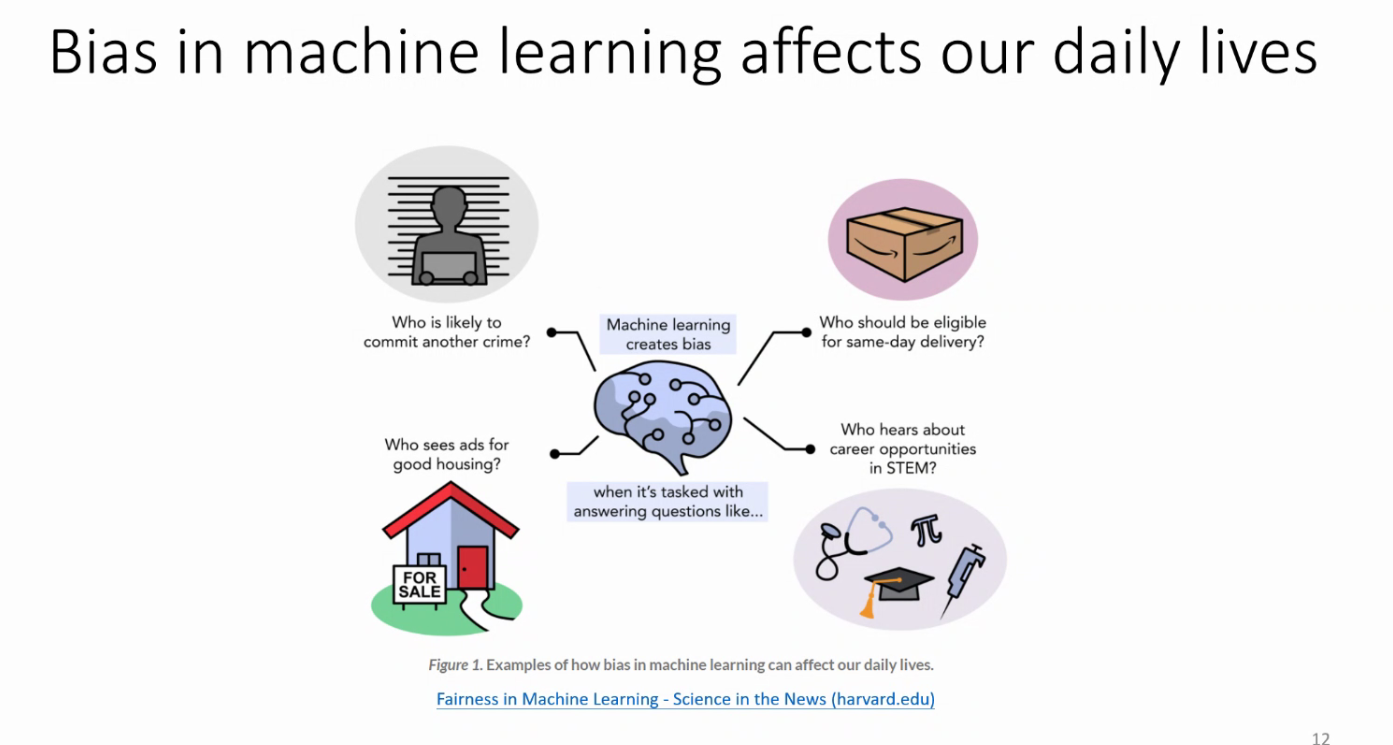 Bias in machine learning affects our daily lives
Who is likely to
commit another crime?
Machine learning
creates bias
Who should be eligible
for same-day delivery?
Who sees ads for
good housing?
Who hears about
career opportunities
in STEM?
when it's tasked with
answering questions like...
FOR
SALE
π
Figure 1. Examples of how bias in machine learning can affect our daily lives.
Fairness in Machine Learning - Science in the News (harvard.edu)
12